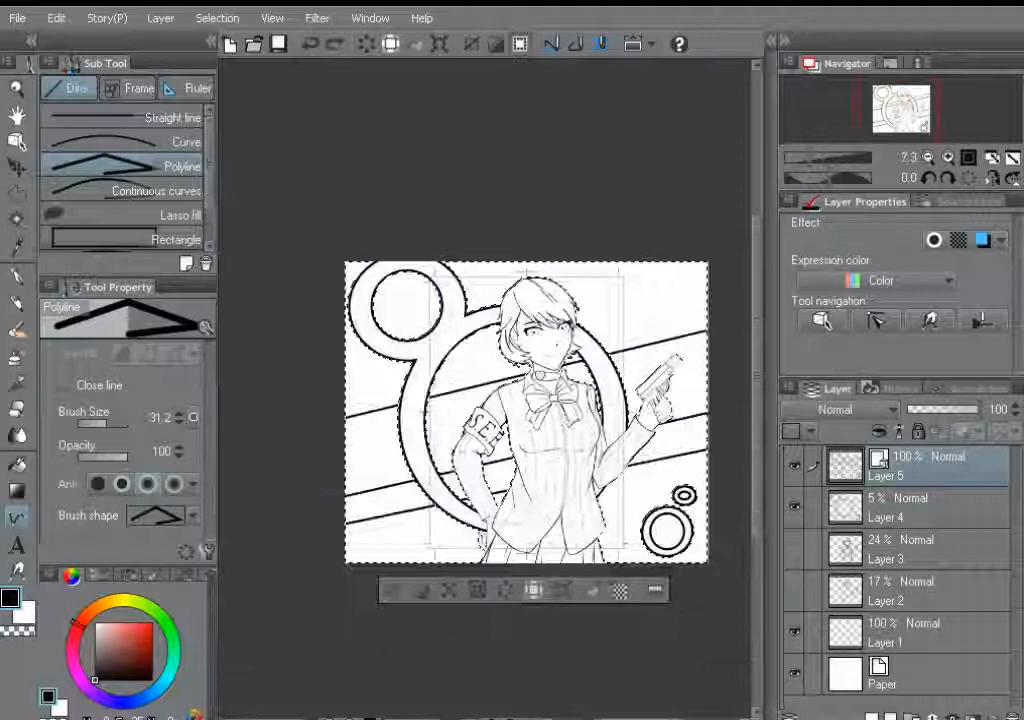 File Edit Story(P) Layer Selection View Filter Window Help
Sub Tool
Frame Ruler
Straight line
Curve
Polyline
Continuous curves
Lasso fill
Rectangle
Tool Property
Polyline
Close line
Brush Size 31.2
Opacity 100
Anti-
Brush shape
SEE
Navigator
7.3
0.0
Layer Properties
Effect
Expression color
Color
Tool navigation
Layer
Normal 100
100 % Normal
Layer 5
5 % Normal
Layer 4
24 % Normal
Layer 3
17 % Normal
Layer 2
100 % Normal
Layer 1
Paper